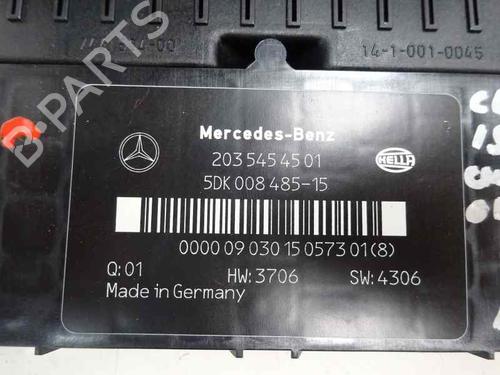 14-1-001-0045
B-PARTS
Mercedes-Benz
203 545 45 01
HELLA
5DK 008 485-15
0000 09 030 15 0573 01(8)
Q: 01 HW: 3706 SW: 4306
Made in Germany